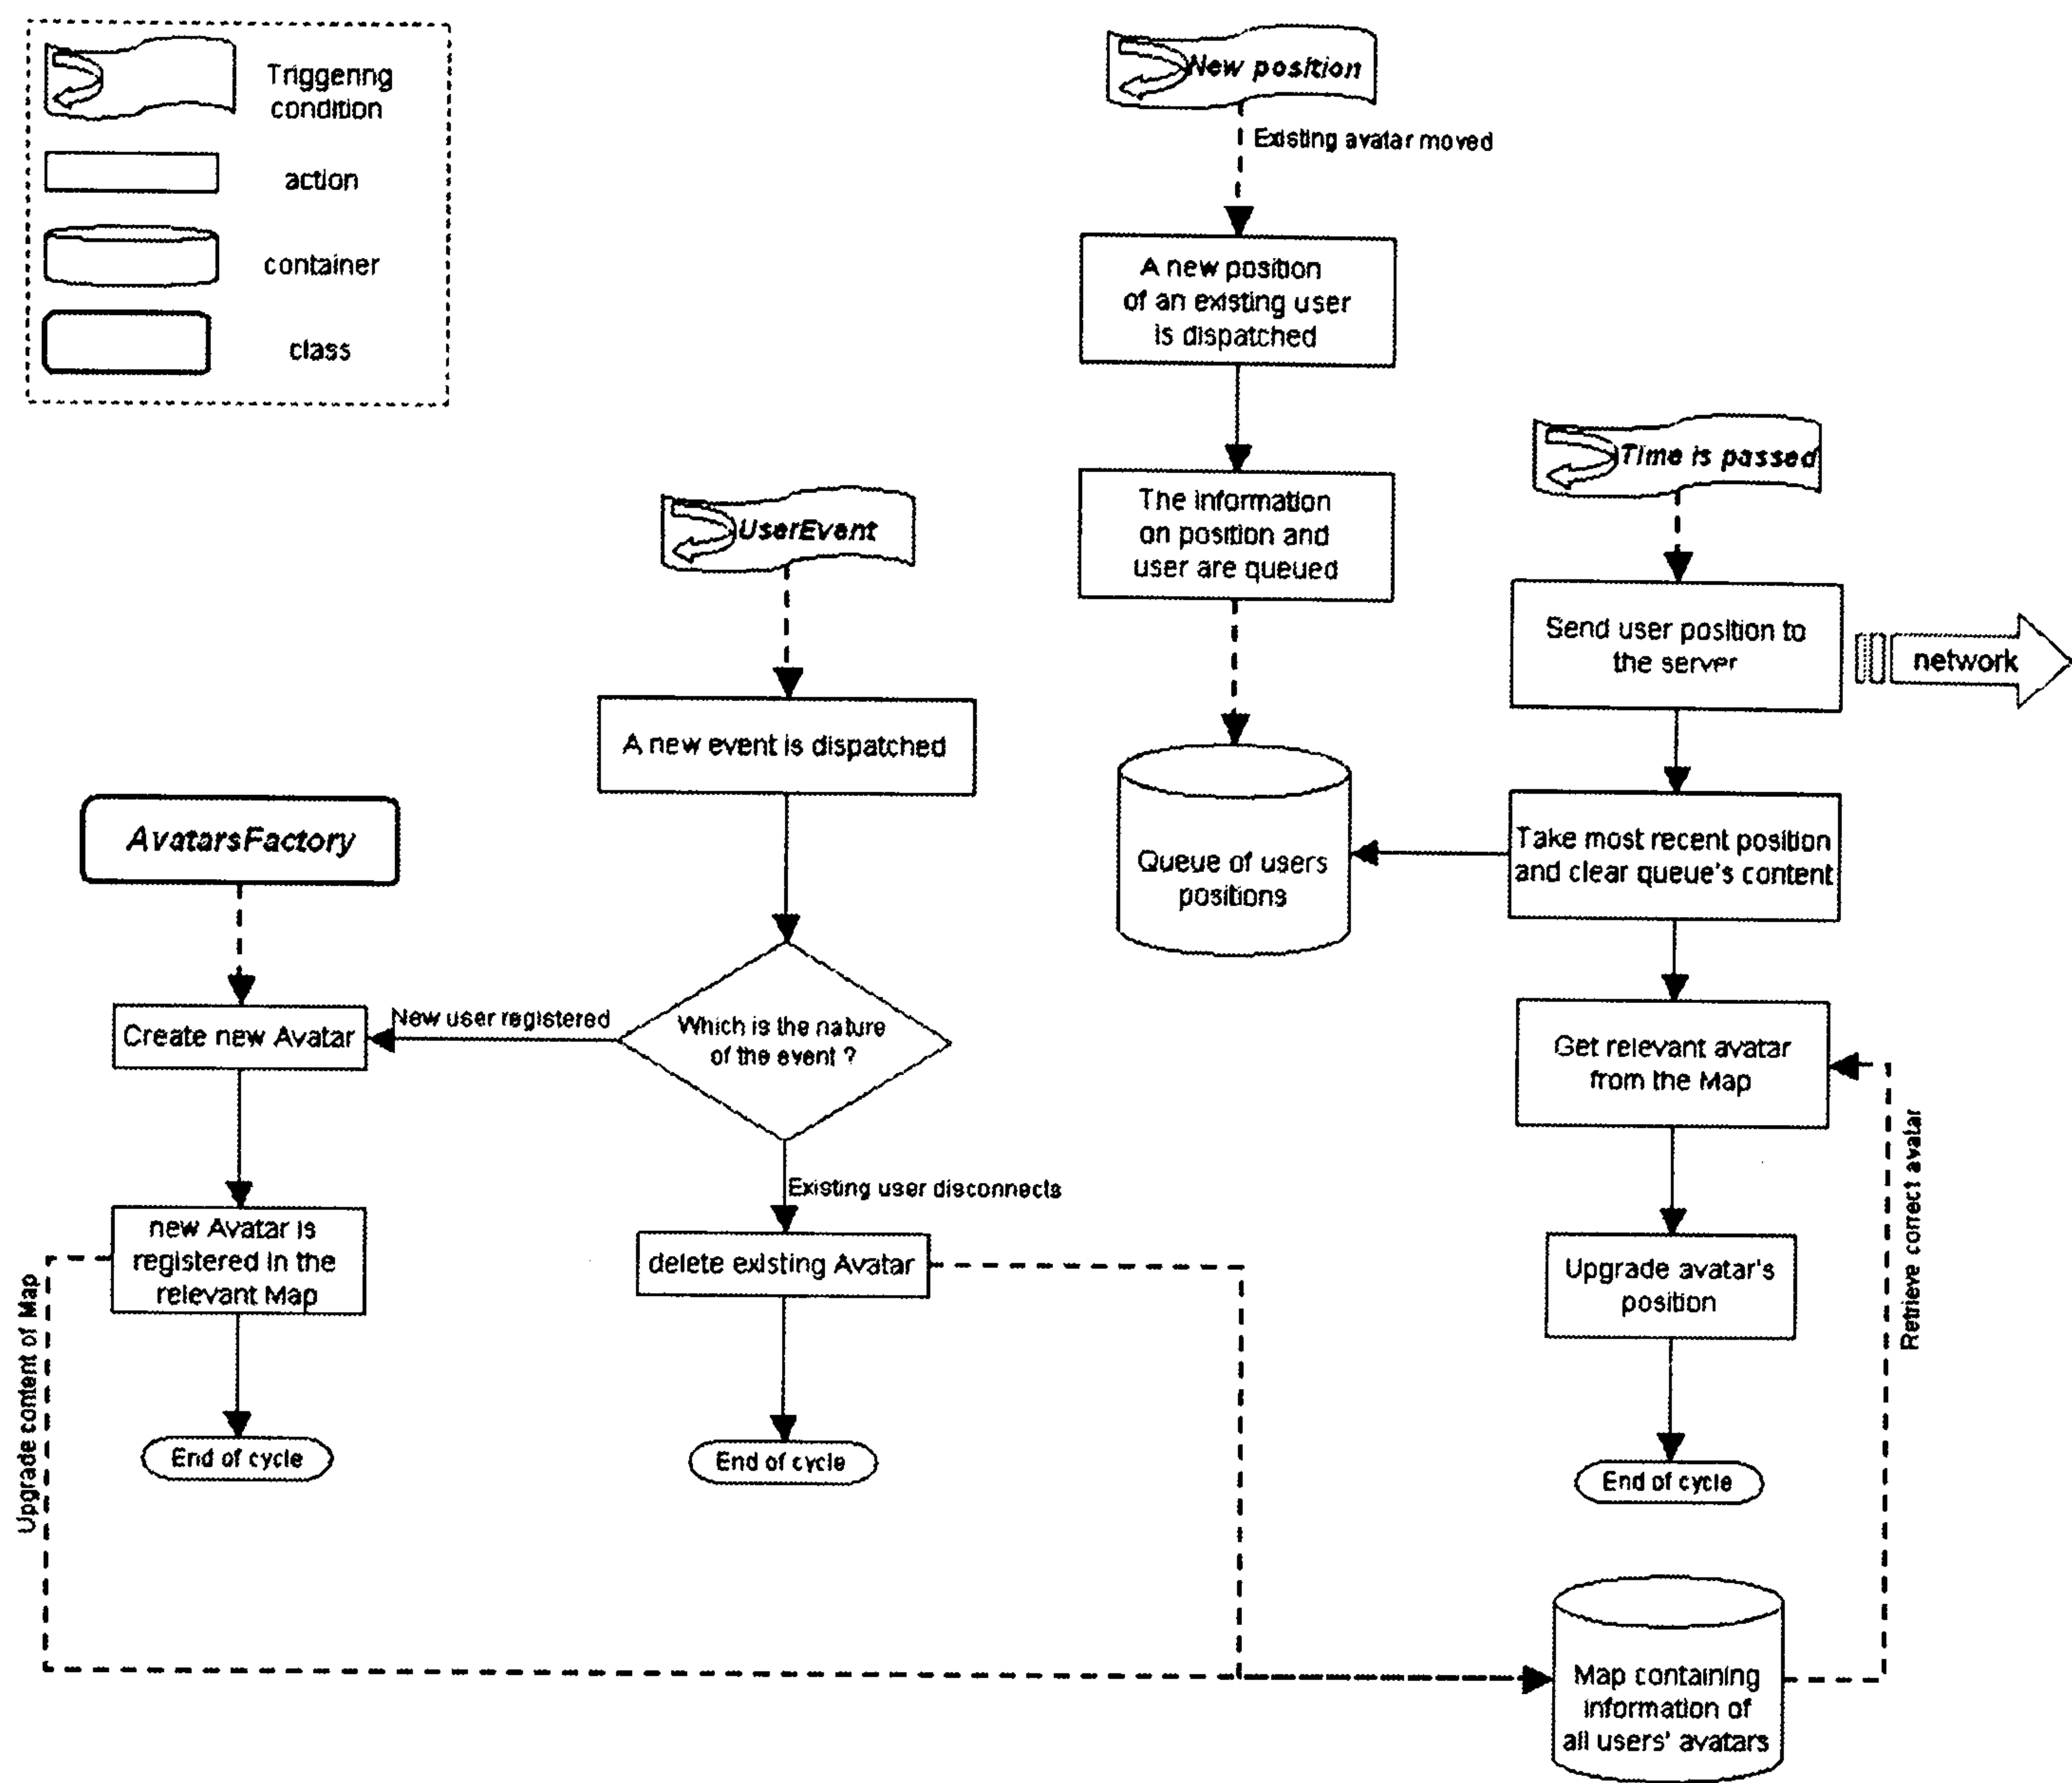 Triggering
condition
action
container
class
New position
Existing avatar moved
A new position
of an existing user
is dispatched
The information
on position and
user are queued
Queue of users
positions
Time is passed
Send user position to
the server
network
Take most recent position
and clear queue's content
Get relevant avatar
from the Map
Retrieve correct avatar
Upgrade avatar's
position
End of cycle
UserEvent
A new event is dispatched
Which is the nature
of the event ?
New user registered
Existing user disconnects
delete existing Avatar
End of cycle
AvatarsFactory
Create new Avatar
new Avatar is
registered in the
relevant Map
End of cycle
Upgrade content of Map
Map containing
information of
all users' avatars